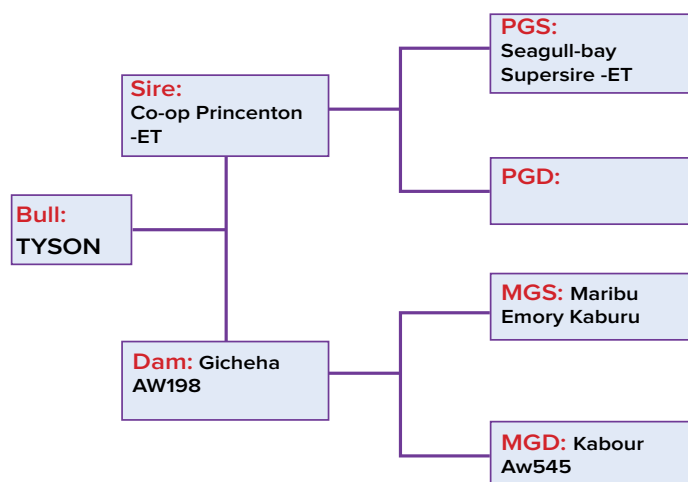 PGS:
Seagull-bay
Supersire -ET
Sire:
Co-op Princenton
-ET
PGD:
Bull:
TYSON
MGS: Maribu
Emory Kaburu
Dam: Gicheha
AW198
MGD: Kabour
Aw545